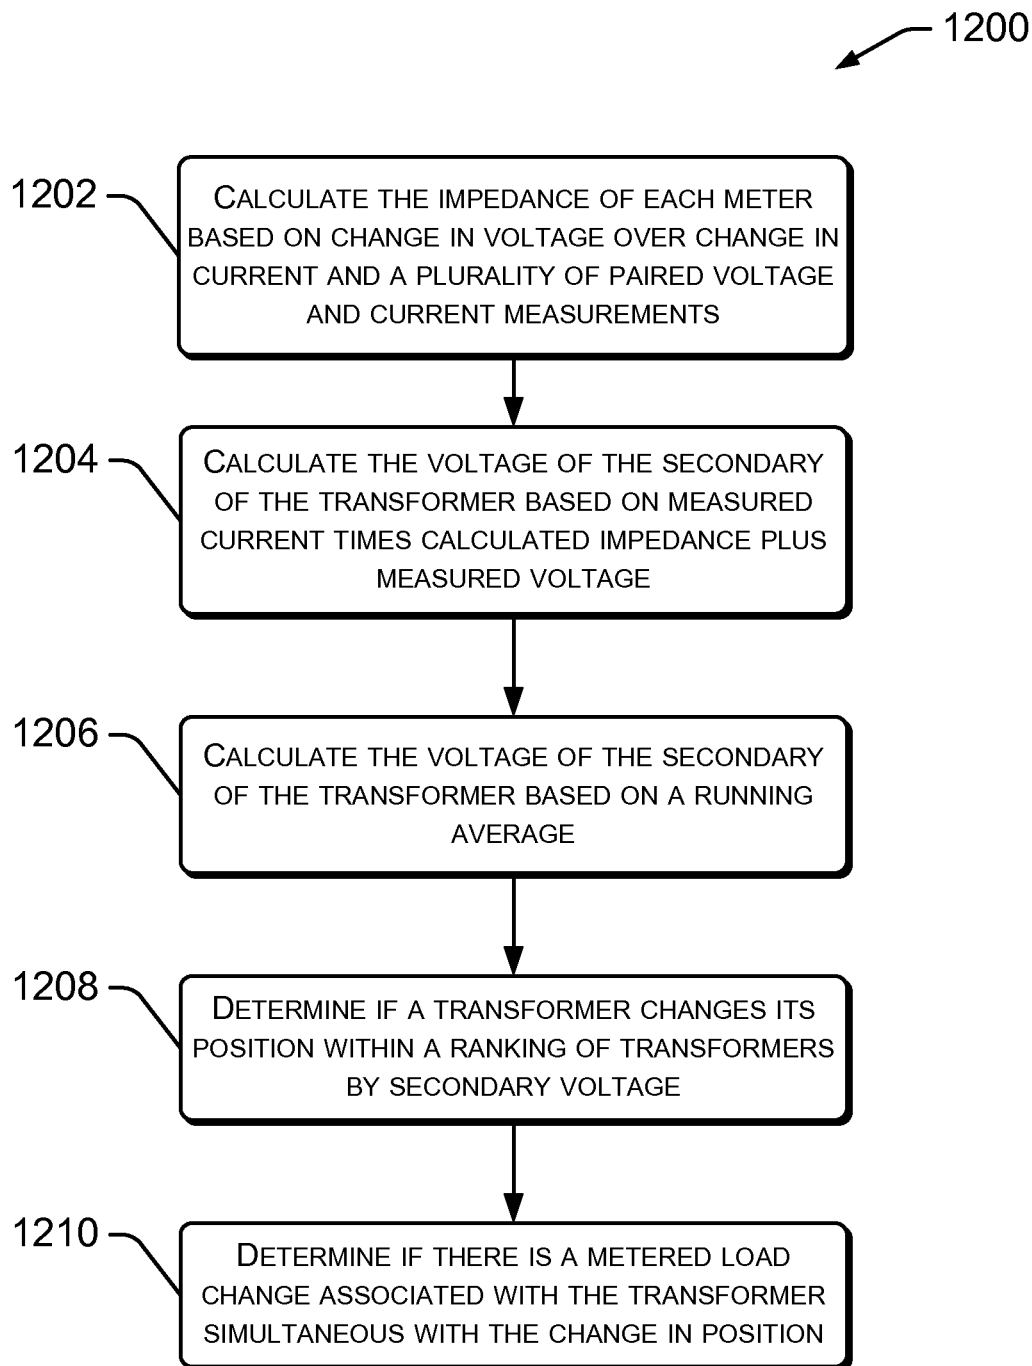 1200
1202
CALCULATE THE IMPEDANCE OF EACH METER
BASED ON CHANGE IN VOLTAGE OVER CHANGE IN
CURRENT AND A PLURALITY OF PAIRED VOLTAGE
AND CURRENT MEASUREMENTS
1204
CALCULATE THE VOLTAGE OF THE SECONDARY
OF THE TRANSFORMER BASED ON MEASURED
CURRENT TIMES CALCULATED IMPEDANCE PLUS
MEASURED VOLTAGE
1206
CALCULATE THE VOLTAGE OF THE SECONDARY
OF THE TRANSFORMER BASED ON A RUNNING
AVERAGE
1208
DETERMINE IF A TRANSFORMER CHANGES ITS
POSITION WITHIN A RANKING OF TRANSFORMERS
BY SECONDARY VOLTAGE
1210
DETERMINE IF THERE IS A METERED LOAD
CHANGE ASSOCIATED WITH THE TRANSFORMER
SIMULTANEOUS WITH THE CHANGE IN POSITION